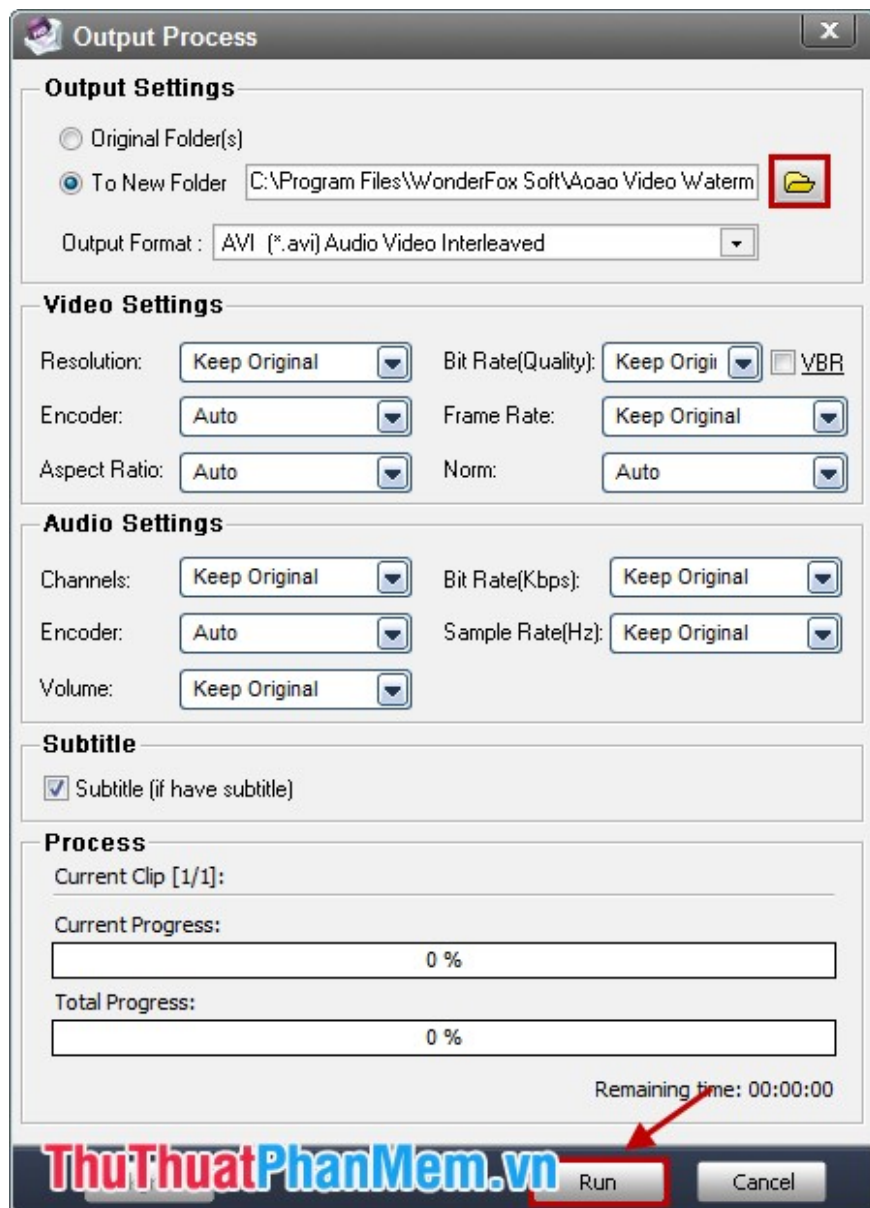 Output Process
x
Output Settings
Original Folder(s)
To New Folder C:\Program Files\WonderFox Soft\Aoao Video Waterm
Output Format : AVI (*.avi) Audio Video Interleaved
Video Settings
Resolution: Keep Original Bit Rate(Quality): Keep Origin VBR
Encoder: Auto Frame Rate: Keep Original
Aspect Ratio: Auto Norm: Auto
Audio Settings
Channels: Keep Original Bit Rate(Kbps): Keep Original
Encoder: Auto Sample Rate(Hz): Keep Original
Volume: Keep Original
Subtitle
Subtitle (if have subtitle)
Process
Current Clip [1/1]:
Current Progress:
0 %
Total Progress:
0 %
Remaining time: 00:00:00
ThuThuatPhanMem.vn Run Cancel